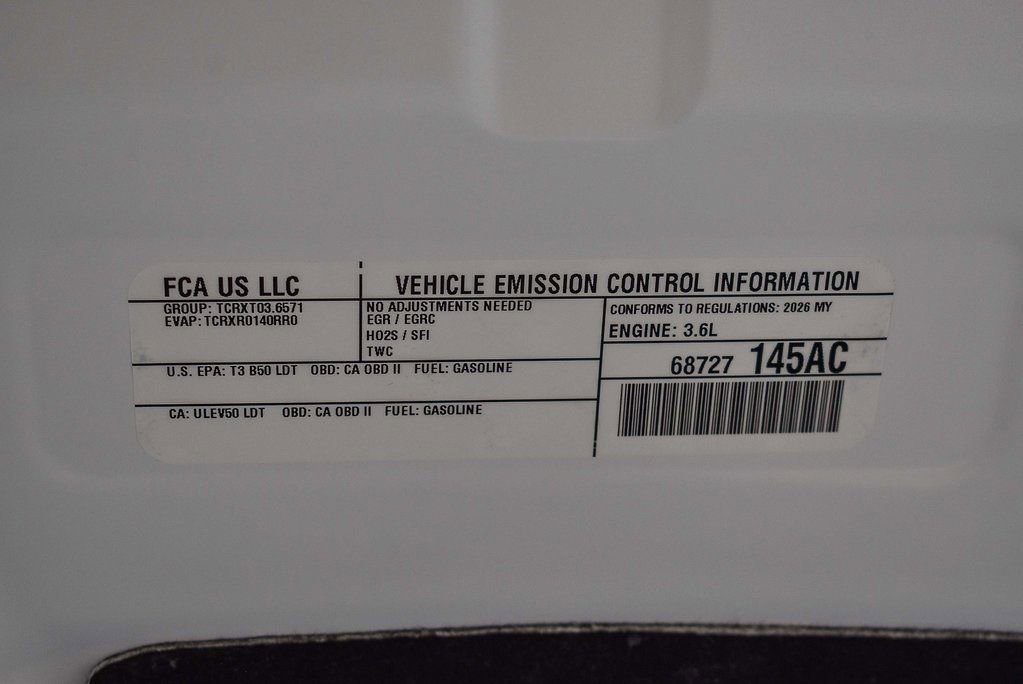 FCA US LLC
VEHICLE EMISSION CONTROL INFORMATION
GROUP: TCRXT03.6571
EVAP: TCRXR0140RR0
NO ADJUSTMENTS NEEDED
EGR / EGRC
HO2S / SFI
TWC
CONFORMS TO REGULATIONS: 2026 MY
ENGINE: 3.6L
68727 145AC
U.S. EPA: T3 B50 LDT OBD: CA OBD II FUEL: GASOLINE
CA: ULEV50 LDT OBD: CA OBD II FUEL: GASOLINE